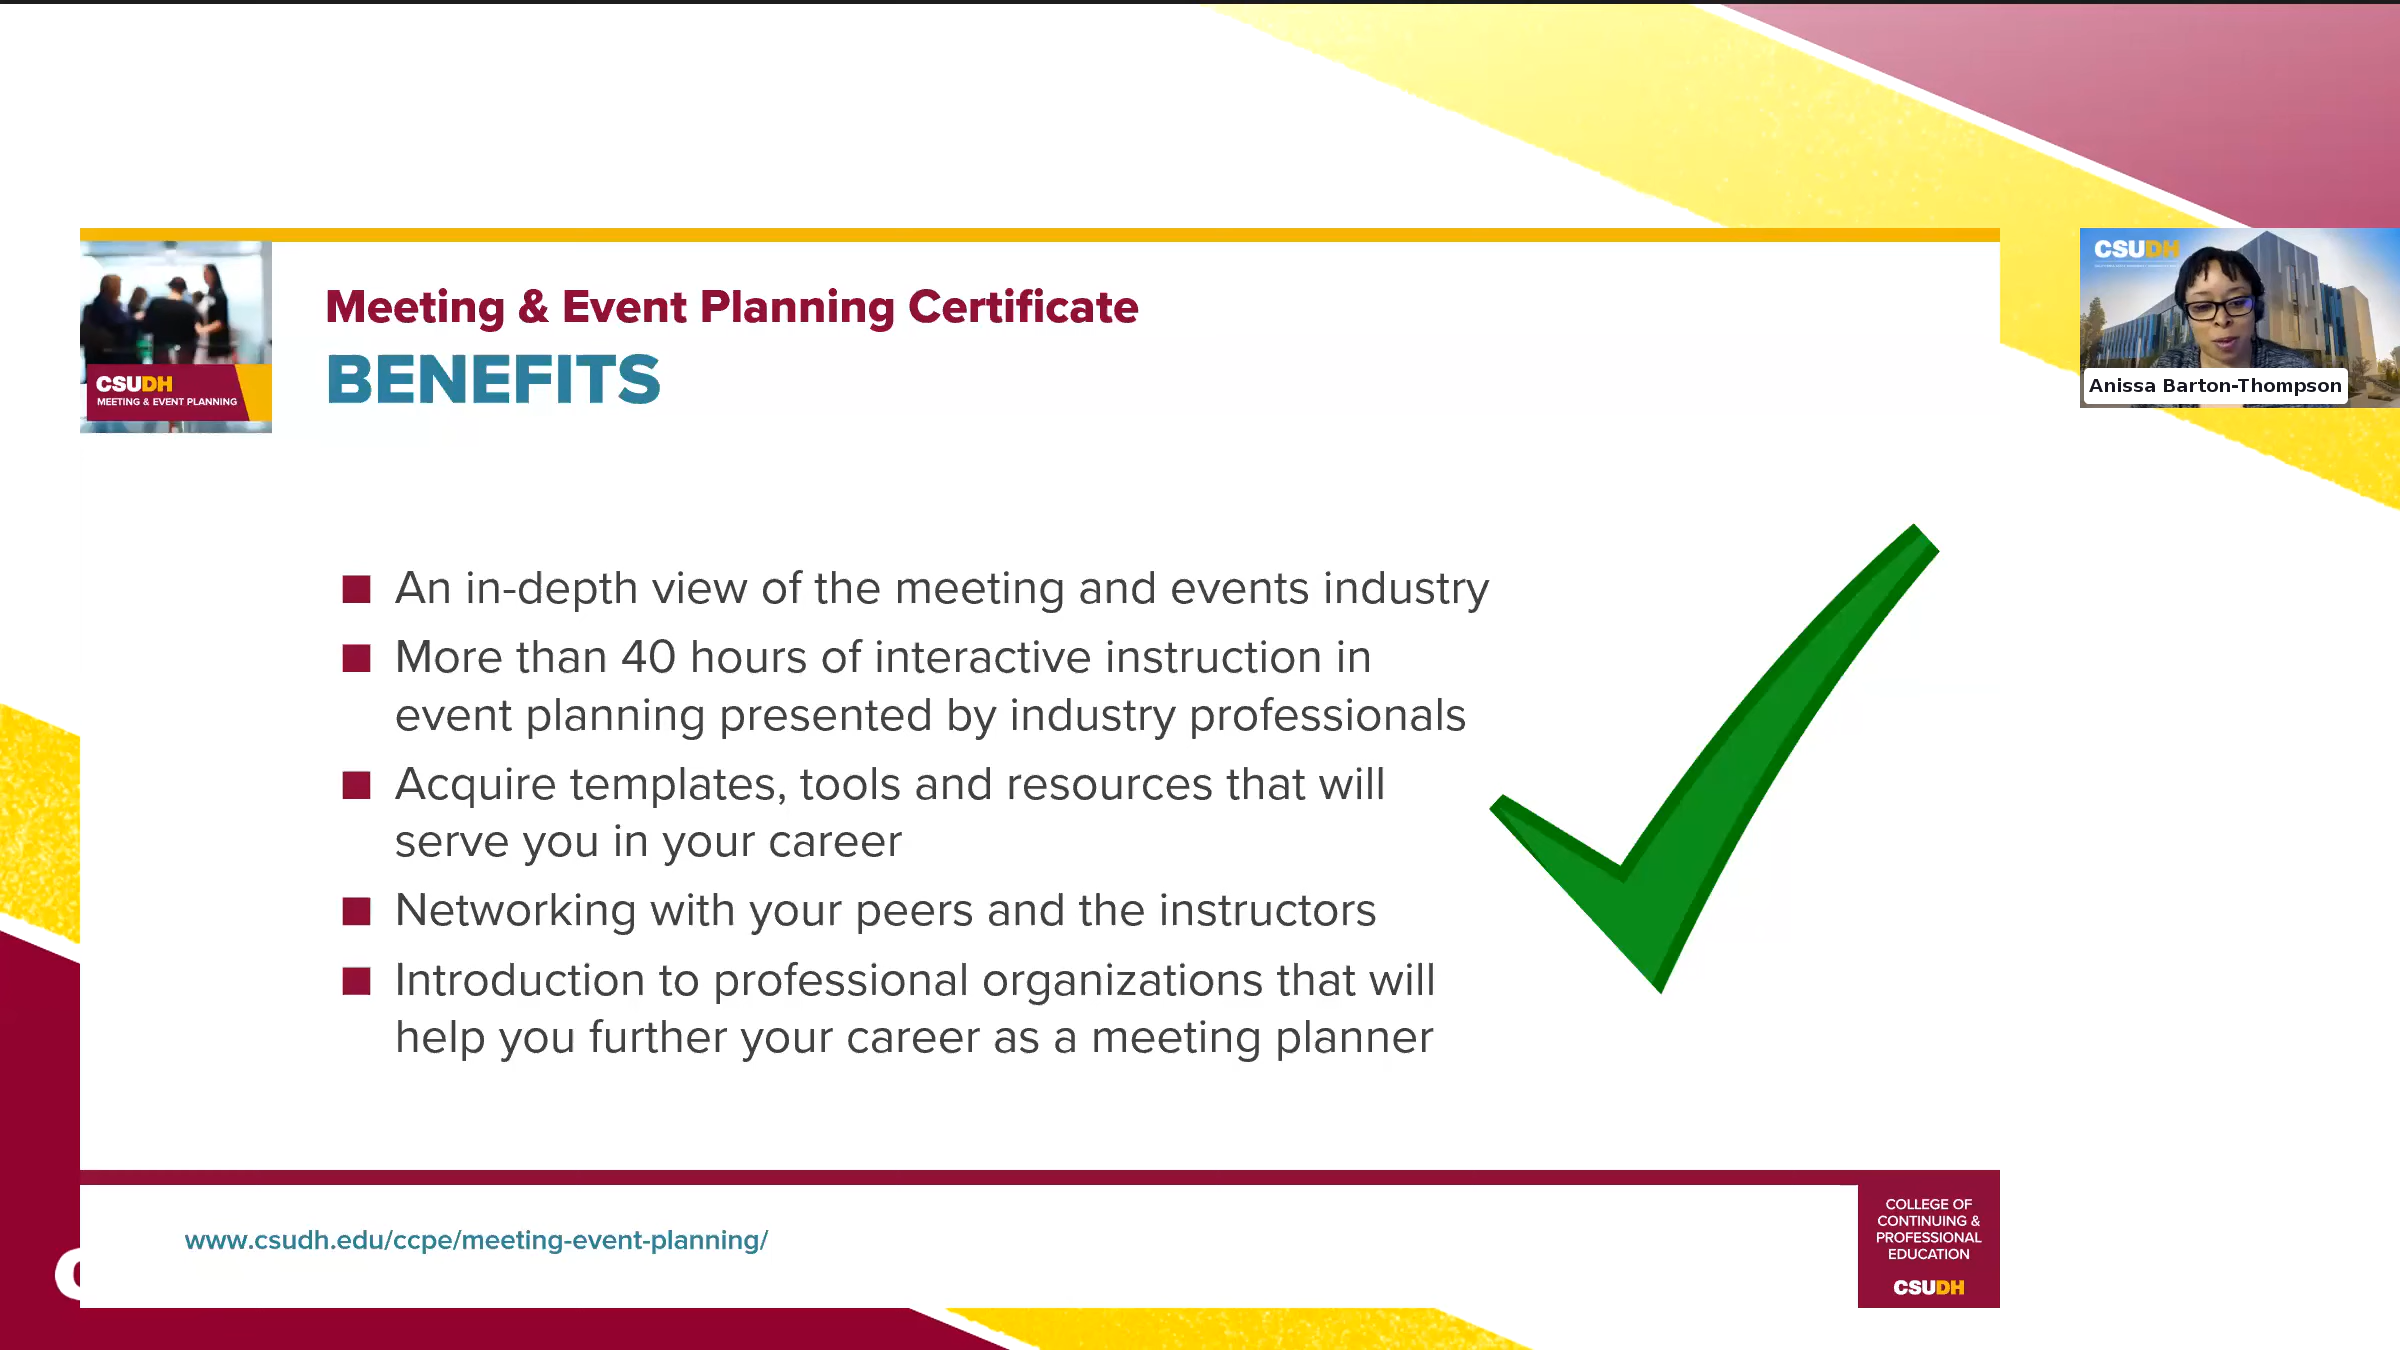 CSUDH
MEETING & EVENT PLANNING
Meeting & Event Planning Certificate
BENEFITS
CSUDH
Anissa Barton-Thompson
■ An in-depth view of the meeting and events industry
■ More than 40 hours of interactive instruction in
event planning presented by industry professionals
■ Acquire templates, tools and resources that will
serve you in your career
■ Networking with your peers and the instructors
■ Introduction to professional organizations that will
help you further your career as a meeting planner
www.csudh.edu/ccpe/meeting-event-planning/
COLLEGE OF
CONTINUING &
PROFESSIONAL
EDUCATION
CSUDH